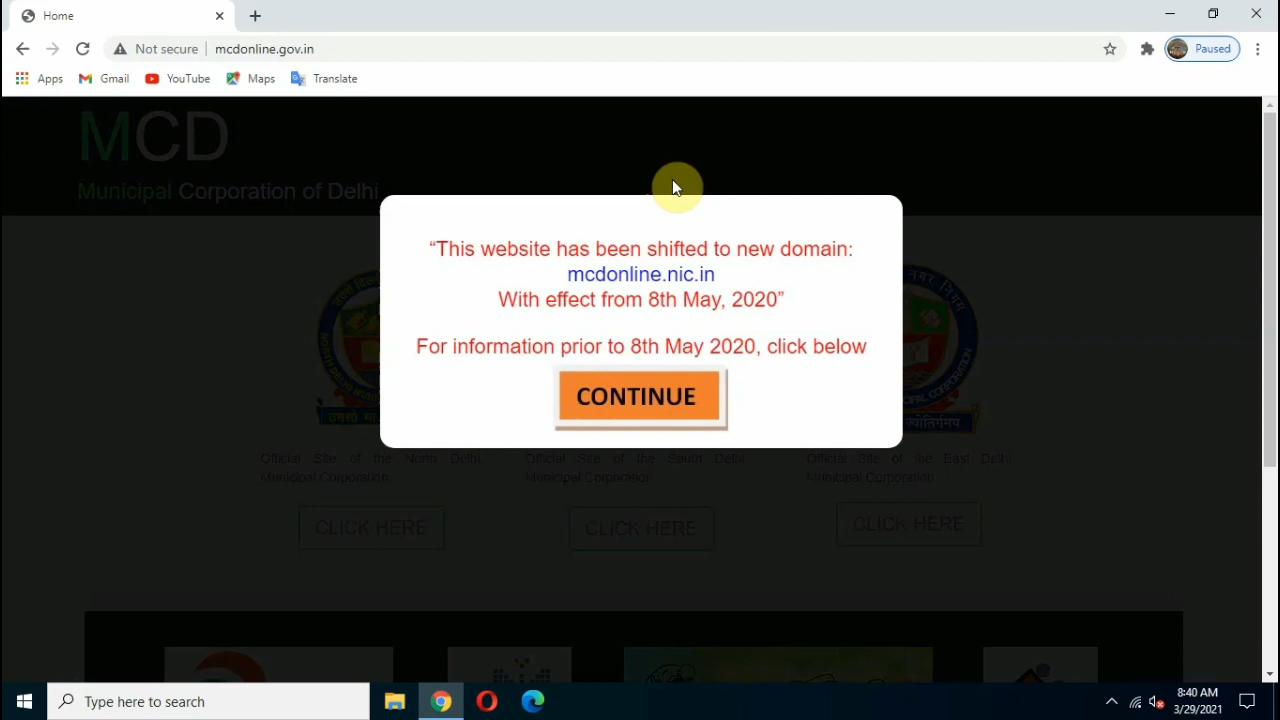 Home
Not secure
mcdonline.gov.in
Paused
Apps
Gmail
YouTube
Maps
Translate
MCD
Municipal Corporation of Delhi
“This website has been shifted to new domain:
mcdonline.nic.in
With effect from 8th May, 2020”
For information prior to 8th May 2020, click below
CONTINUE
Official Site of the North Delhi
Municipal Corporation.
CLICK HERE
Official Site of the South Delhi
Municipal Corporation
CLICK HERE
Official Site of the East Delhi
Municipal Corporation.
CLICK HERE
Type here to search
8:40 AM
3/29/2021